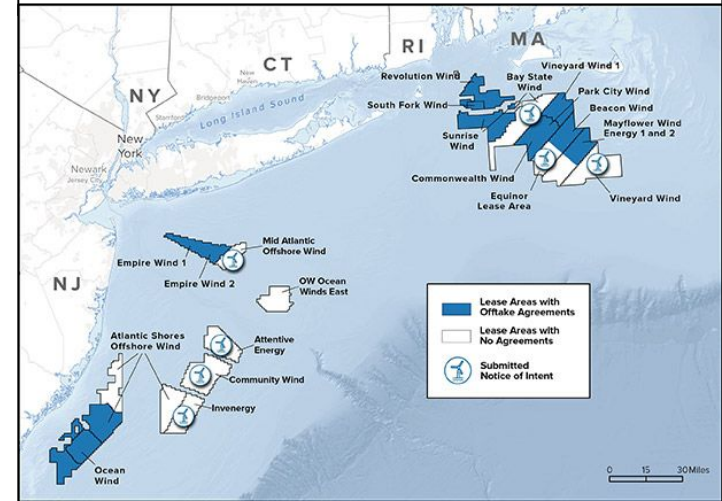 CT
RI
MA
NY
Long Island Sound
Bridgeport
Stamford
New
York
Newark
Jersey City
NJ
Revolution Wind
Bay State
Wind
Vineyard Wind 1
South Fork Wind
Park City Wind
Beacon Wind
Sunrise
Wind
Mayflower Wind
Energy 1 and 2
Commonwealth Wind
Equinor
Lease Area
Vineyard Wind
Mid Atlantic
Offshore Wind
Empire Wind 1
Empire Wind 2
OW Ocean
Winds East
Atlantic Shores
Offshore Wind
Attentive
Energy
Community Wind
Invenergy
Ocean
Wind
Lease Areas with
Offtake Agreements
Lease Areas with
No Agreements
Submitted
Notice of Intent
0 15 30 Miles